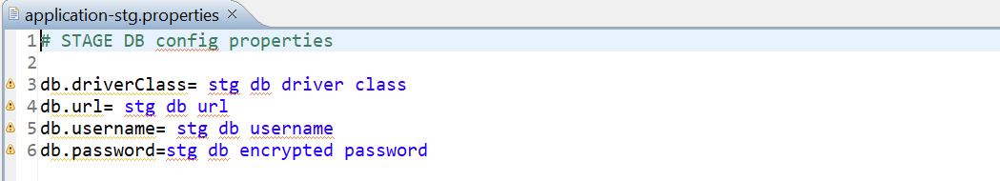 application-stg.properties
1 # STAGE DB config properties
2
3 db.driverClass= stg db driver class
4 db.url= stg db url
5 db.username= stg db username
6 db.password=stg db encrypted password